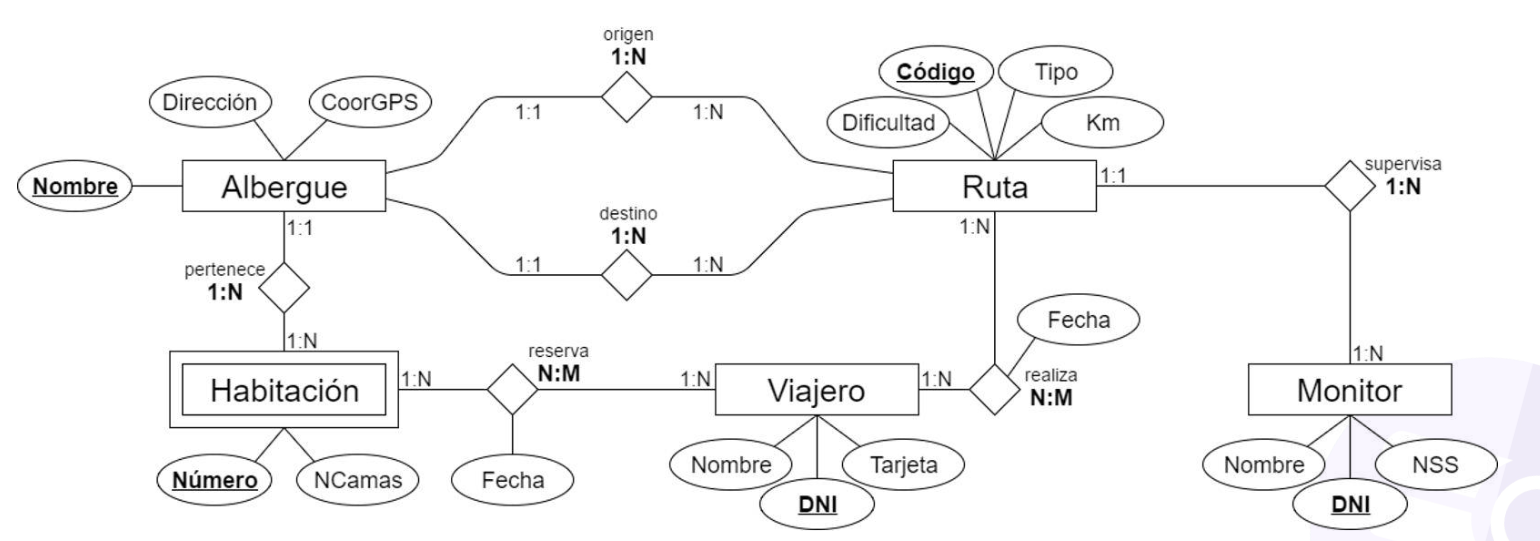 origen
1:N
Código
Tipo
Dirección
CoorGPS
1:1
1:N
Dificultad
Km
Nombre
Albergue
Ruta
1:1
supervisa
1:N
1:1
destino
1:N
1:N
1:1
1:N
pertenece
1:N
Fecha
1:N
reserva
N:M
1:N
Habitación
1:N
1:N
Viajero
1:N
realiza
N:M
Monitor
Número
NCamas
Fecha
Nombre
Tarjeta
DNI
Nombre
NSS
DNI